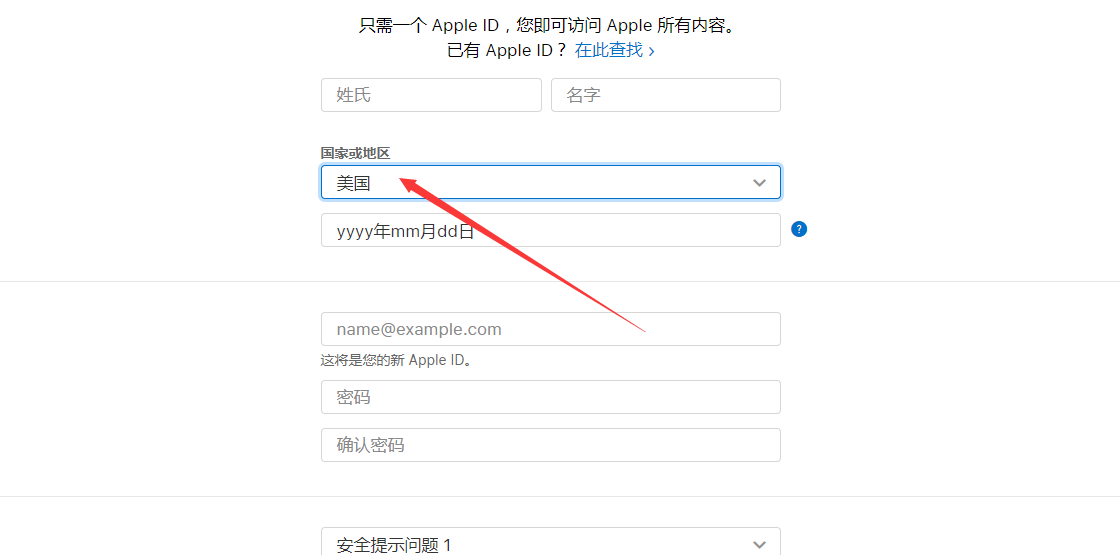 只需一个 Apple ID，您即可访问 Apple 所有内容。
已有 Apple ID？ 在此查找 ›
姓氏 名字
国家或地区
美国
yyyy年mm月dd日 ?
name@example.com
这将是您的新 Apple ID。
密码
确认密码
安全提示问题 1